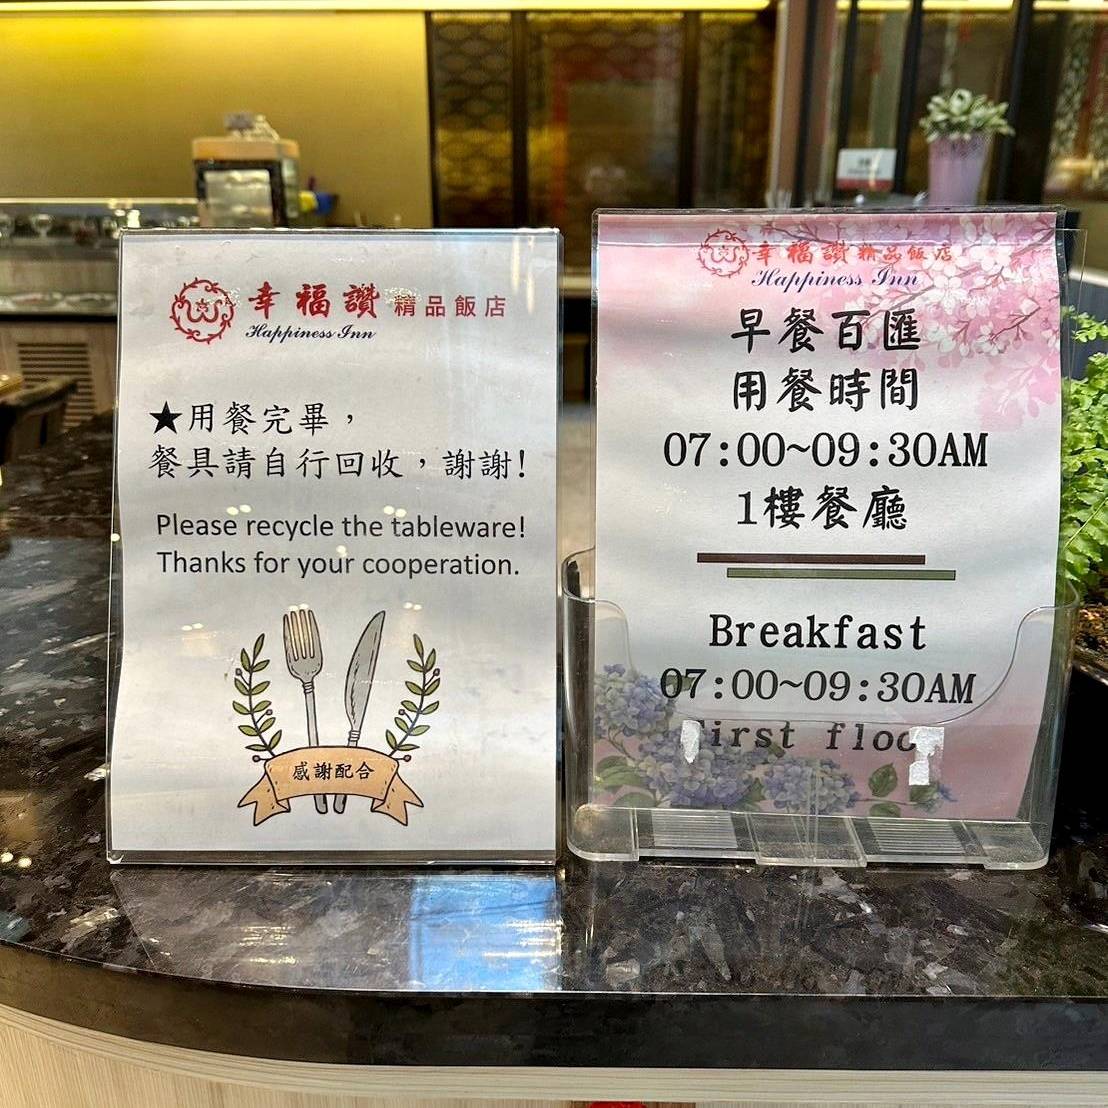 幸福讚 精品飯店
Happiness Inn
★用餐完畢，
餐具請自行回收，謝謝!
Please recycle the tableware!
Thanks for your cooperation.
感謝配合
幸福讚精品飯店
Happiness Inn
早餐百匯
用餐時間
07:00~09:30AM
1樓餐廳
Breakfast
07:00~09:30AM
First floor